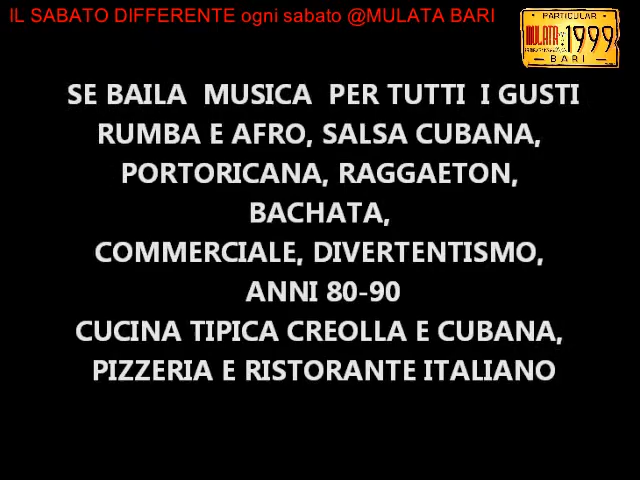 IL SABATO DIFFERENTE ogni sabato @MULATA BARI
PARTICULAR
MULATA 1999
BARI
SE BAILA MUSICA PER TUTTI I GUSTI
RUMBA E AFRO, SALSA CUBANA,
PORTORICANA, RAGGAETON,
BACHATA,
COMMERCIALE, DIVERTENTISMO,
ANNI 80-90
CUCINA TIPICA CREOLLA E CUBANA,
PIZZERIA E RISTORANTE ITALIANO